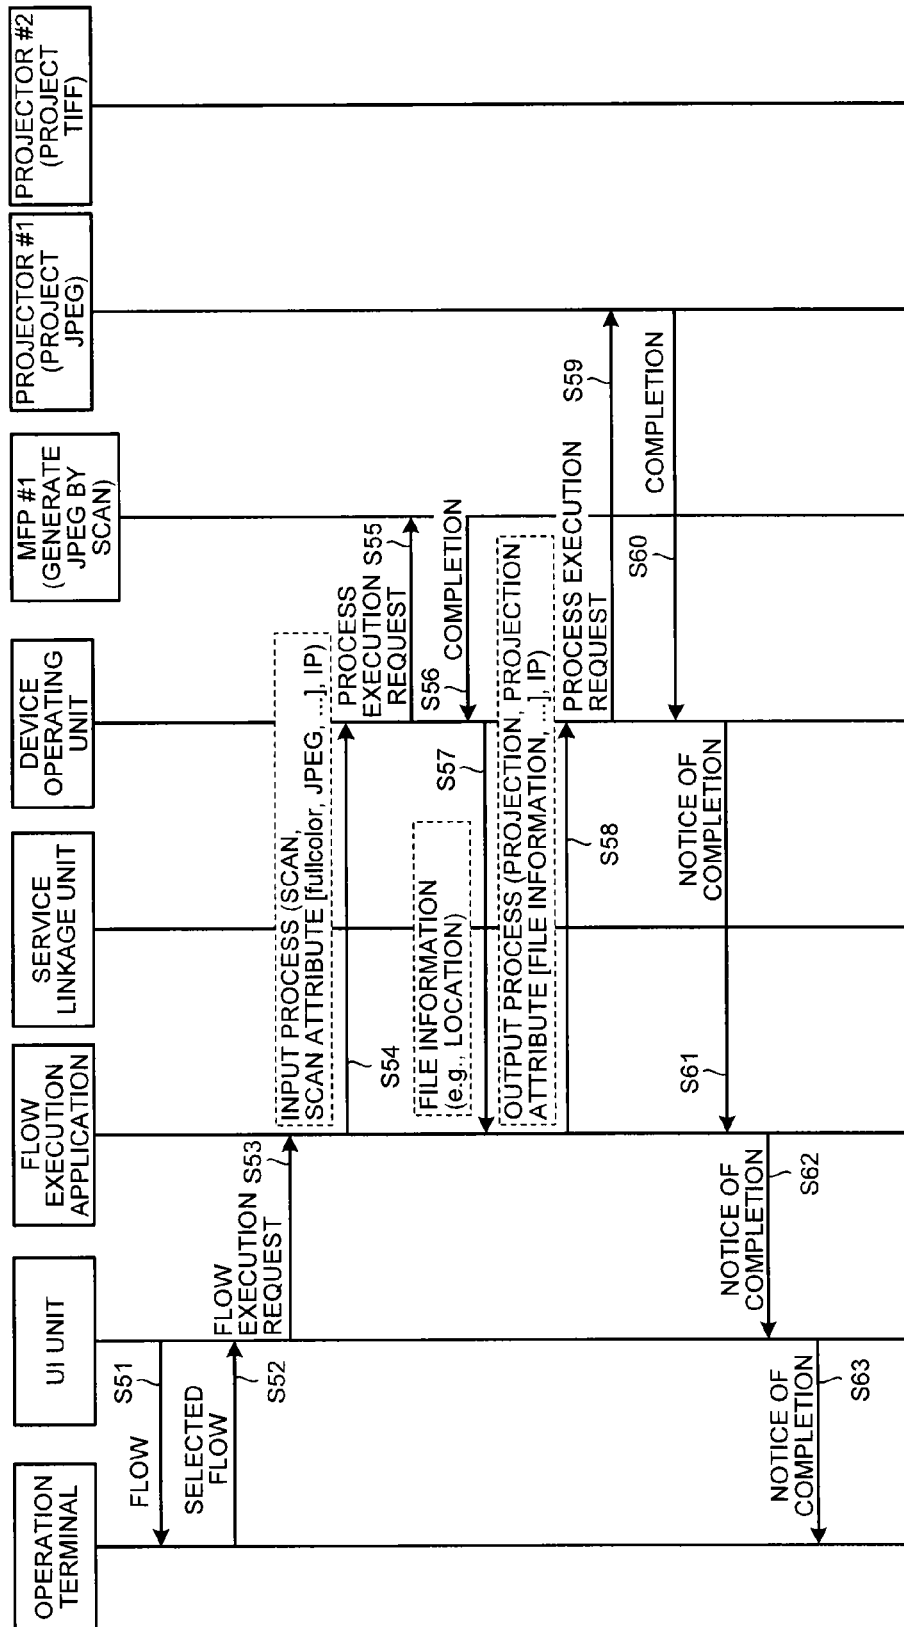 OPERATION
TERMINAL
UI UNIT
FLOW
EXECUTION
APPLICATION
SERVICE
LINKAGE UNIT
DEVICE
OPERATING
UNIT
MFP #1
(GENERATE
JPEG BY
SCAN)
PROJECTOR #1
(PROJECT
JPEG)
PROJECTOR #2
(PROJECT
TIFF)
FLOW
S51
SELECTED
FLOW
S52
FLOW
EXECUTION
REQUEST
S53
INPUT PROCESS (SCAN,
SCAN ATTRIBUTE [fullcolor, JPEG, ...], IP)
S54
PROCESS
EXECUTION
REQUEST
S55
S56
COMPLETION
S57
FILE INFORMATION
(e.g., LOCATION)
OUTPUT PROCESS (PROJECTION, PROJECTION
ATTRIBUTE [FILE INFORMATION, ...], IP)
S58
PROCESS EXECUTION
REQUEST
S59
S60
COMPLETION
NOTICE OF
COMPLETION
S61
NOTICE OF
COMPLETION
S62
NOTICE OF
COMPLETION
S63